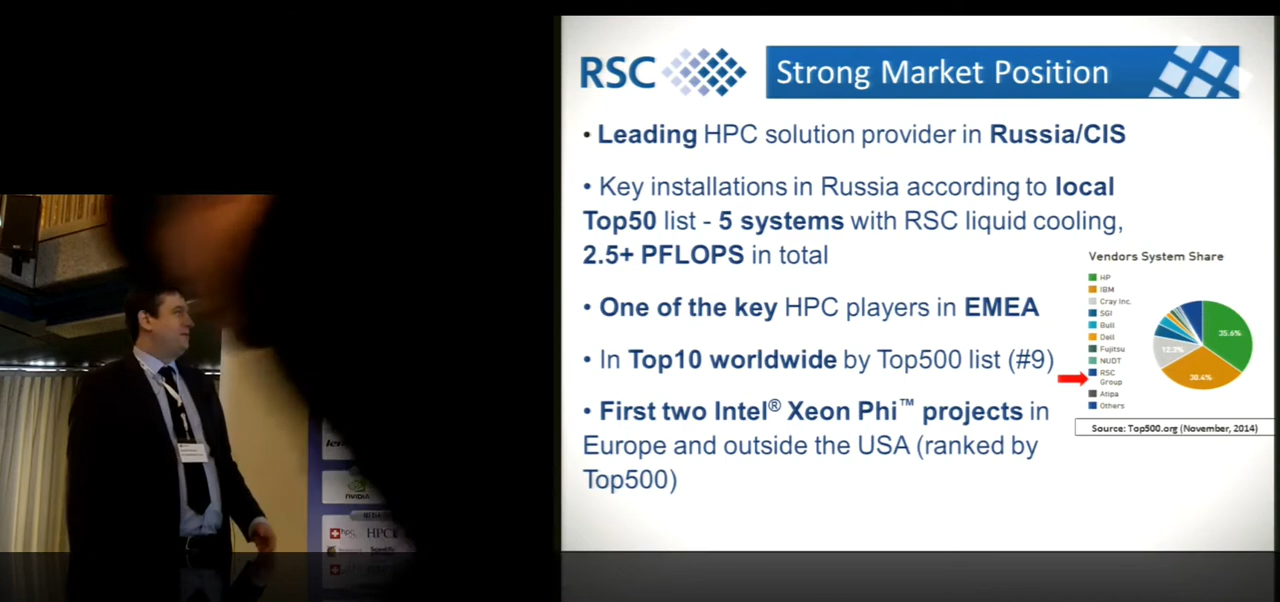 RSC
Strong Market Position
• Leading HPC solution provider in Russia/CIS
• Key installations in Russia according to local
Top50 list - 5 systems with RSC liquid cooling,
2.5+ PFLOPS in total
• One of the key HPC players in EMEA
• In Top10 worldwide by Top500 list (#9)
• First two Intel® Xeon Phi™ projects in
Europe and outside the USA (ranked by
Top500)
Vendors System Share
HP
IBM
Cray Inc.
SGI
Bull
Dell
Fujitsu
NUDT
RSC
Group
Atipa
Others
35.6%
12.3%
30.4%
Source: Top500.org (November, 2014)
NVIDIA
hpc
HPC